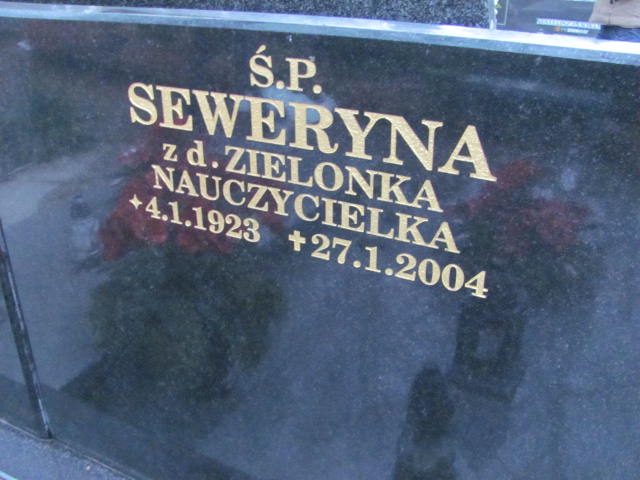 Ś.P.
SEWERYNA
z d. ZIELONKA
NAUCZYCIELKA
✦4.1.1923 ✝27.1.2004